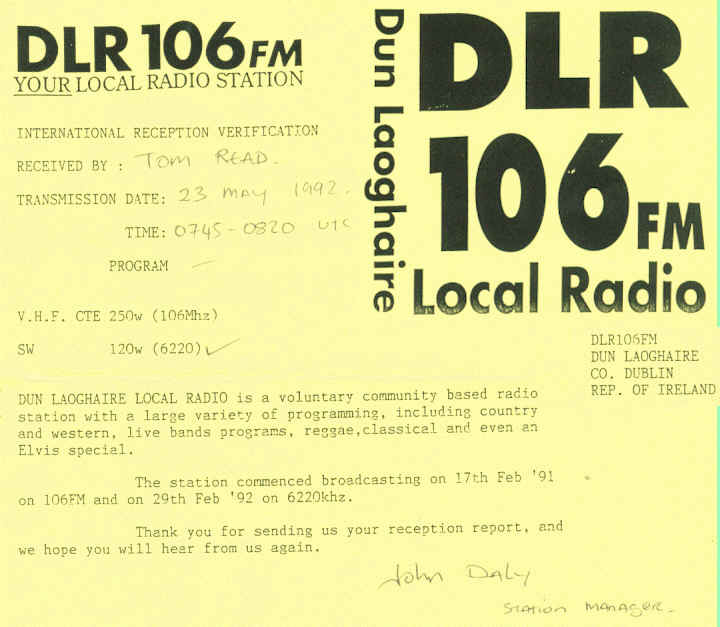 DLR 106 FM
YOUR LOCAL RADIO STATION
INTERNATIONAL RECEPTION VERIFICATION
RECEIVED BY : TOM READ.
TRANSMISSION DATE: 23 MAY 1992.
TIME: 0745-0820 UTC
PROGRAM —
V.H.F. CTE 250w (106Mhz)
SW 120w (6220) ✓
Dun Laoghaire
DLR
106 FM
Local Radio
DLR106FM
DUN LAOGHAIRE
CO. DUBLIN
REP. OF IRELAND
DUN LAOGHAIRE LOCAL RADIO is a voluntary community based radio
station with a large variety of programming, including country
and western, live bands programs, reggae,classical and even an
Elvis special.
The station commenced broadcasting on 17th Feb '91
on 106FM and on 29th Feb '92 on 6220khz.
Thank you for sending us your reception report, and
we hope you will hear from us again.
John Daly
STATION MANAGER.